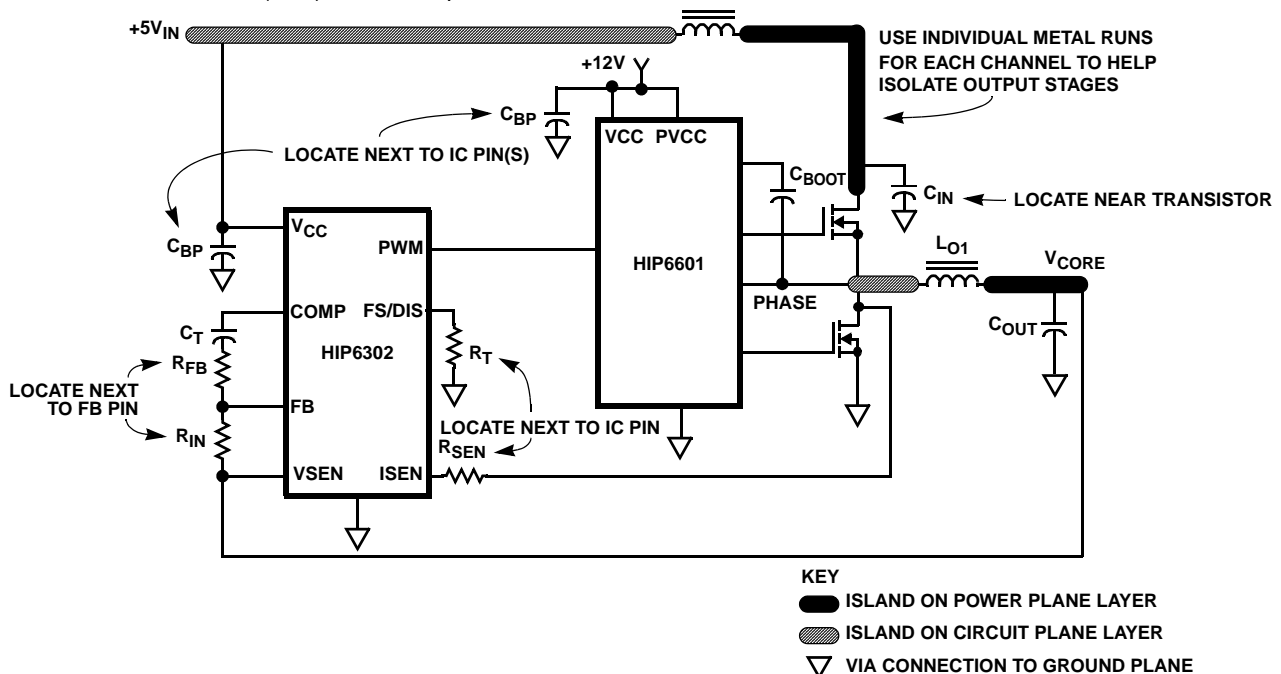 +5VIN
USE INDIVIDUAL METAL RUNS
FOR EACH CHANNEL TO HELP
ISOLATE OUTPUT STAGES
+12V
CBP
VCC PVCC
LOCATE NEXT TO IC PIN(S)
CBOOT
CIN
LOCATE NEAR TRANSISTOR
VCC
CBP
PWM
HIP6601
LO1
VCORE
PHASE
COMP
FS/DIS
CT
HIP6302
RT
COUT
RFB
LOCATE NEXT
TO FB PIN
FB
RIN
LOCATE NEXT TO IC PIN
RSEN
VSEN
ISEN
KEY
ISLAND ON POWER PLANE LAYER
ISLAND ON CIRCUIT PLANE LAYER
VIA CONNECTION TO GROUND PLANE